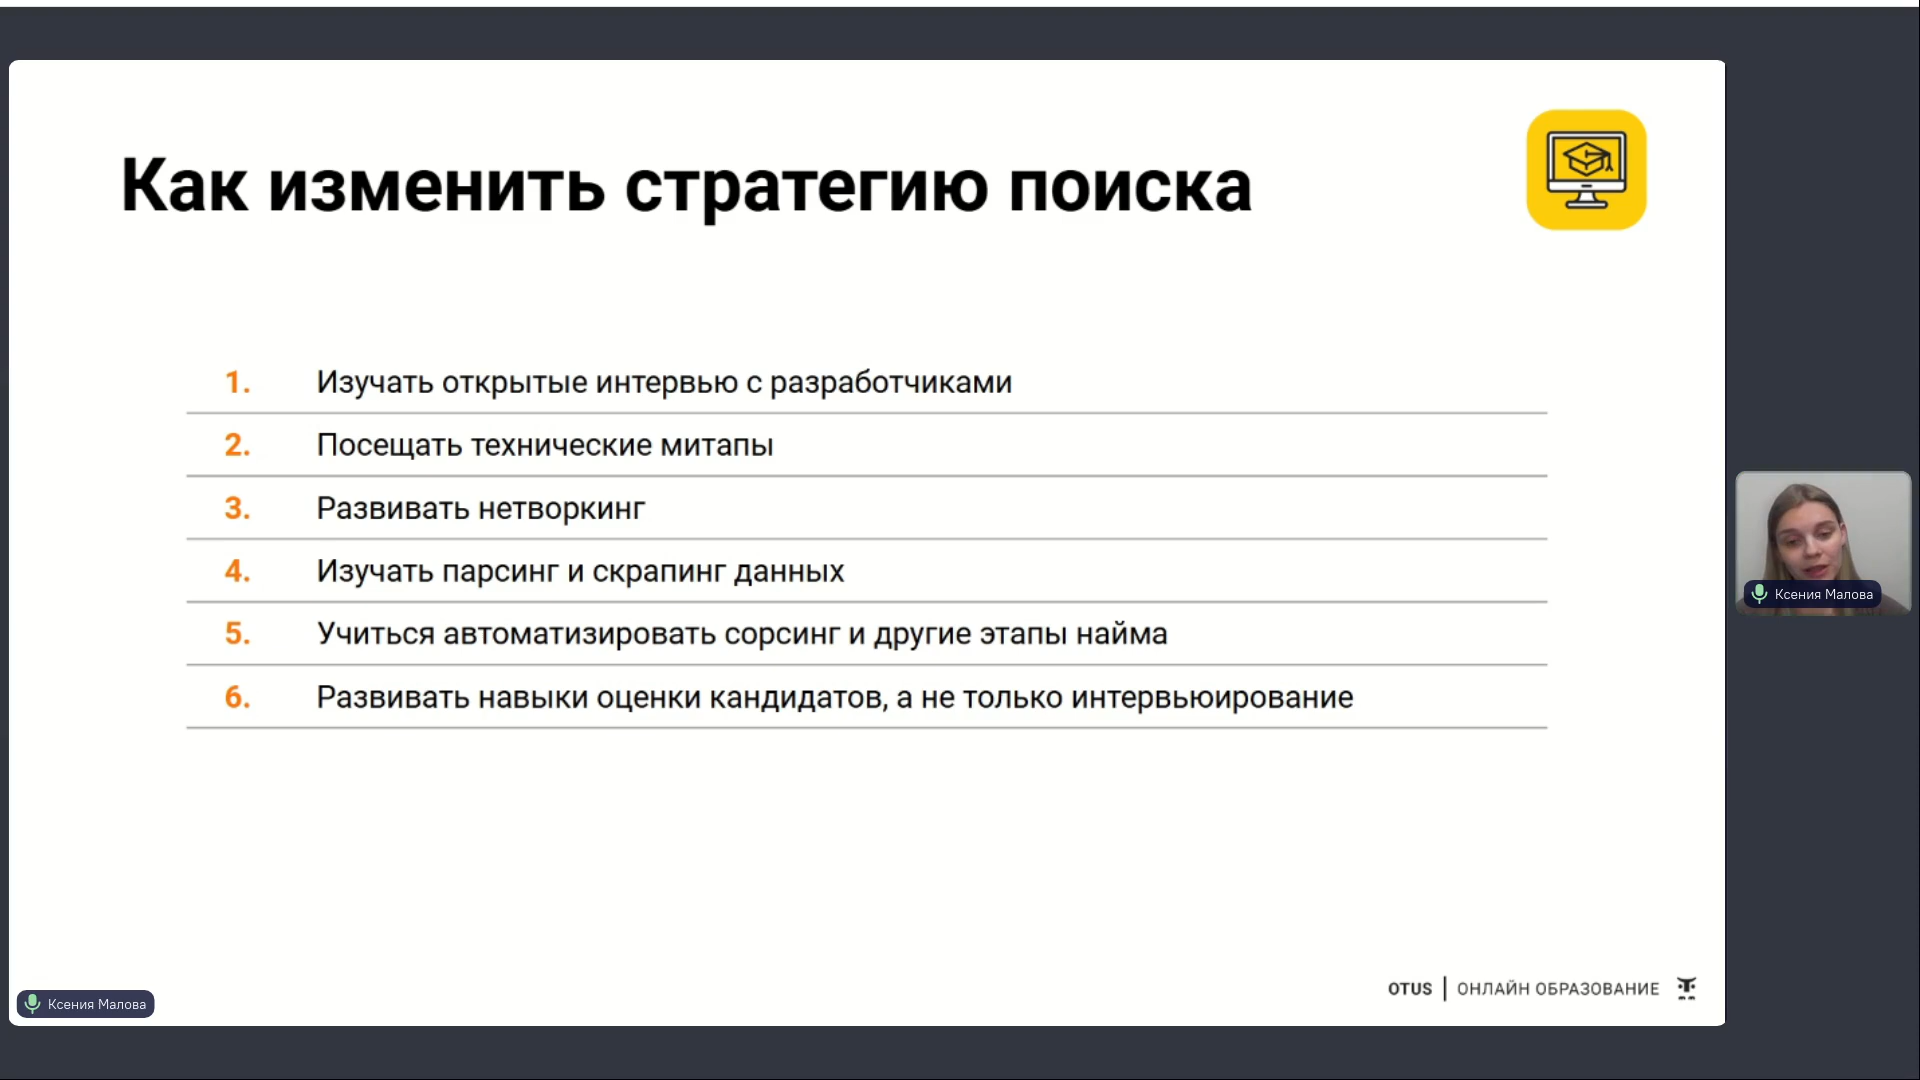 Как изменить стратегию поиска
1. Изучать открытые интервью с разработчиками
2. Посещать технические митапы
3. Развивать нетворкинг
4. Изучать парсинг и скрапинг данных
5. Учиться автоматизировать сорсинг и другие этапы найма
6. Развивать навыки оценки кандидатов, а не только интервьюирование
Ксения Малова
OTUS | ОНЛАЙН ОБРАЗОВАНИЕ
Ксения Малова